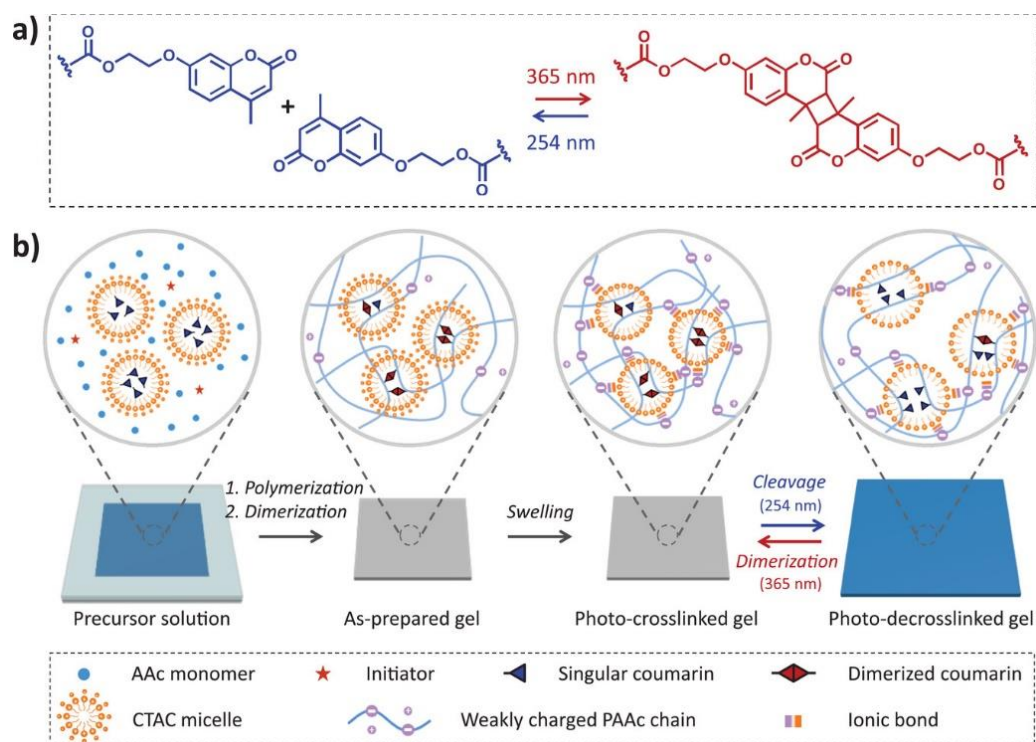 a)
O
O
O
O
O
+
O
O
O
O
O
365 nm
254 nm
O
O
O
O
O
O
O
O
O
O
b)
1. Polymerization
2. Dimerization
Swelling
Cleavage
(254 nm)
Dimerization
(365 nm)
Precursor solution
As-prepared gel
Photo-crosslinked gel
Photo-decrosslinked gel
AAc monomer
Initiator
Singular coumarin
Dimerized coumarin
CTAC micelle
Weakly charged PAAc chain
Ionic bond